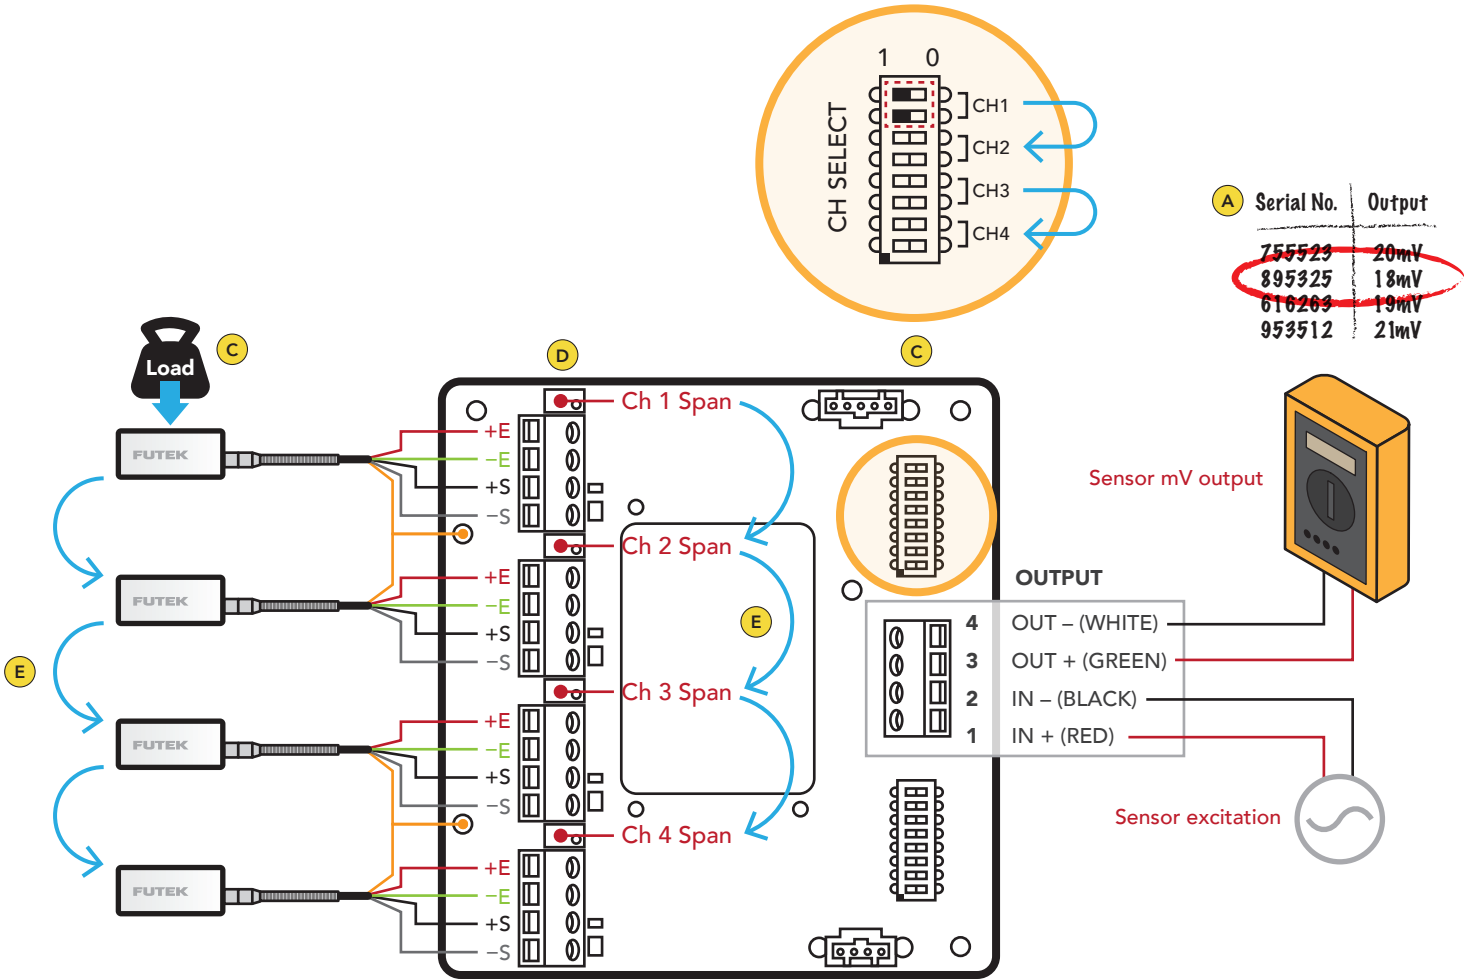 1 0
CH SELECT
CH1
CH2
CH3
CH4
A Serial No. Output
755523 20mV
895325 18mV
616263 19mV
953512 21mV
Load
C
D
C
Ch 1 Span
FUTEK
+E
−E
+S
−S
Sensor mV output
Ch 2 Span
FUTEK
+E
−E
+S
−S
OUTPUT
4 OUT – (WHITE)
3 OUT + (GREEN)
2 IN – (BLACK)
1 IN + (RED)
E
E
Ch 3 Span
FUTEK
+E
−E
+S
−S
Sensor excitation
Ch 4 Span
FUTEK
+E
−E
+S
−S